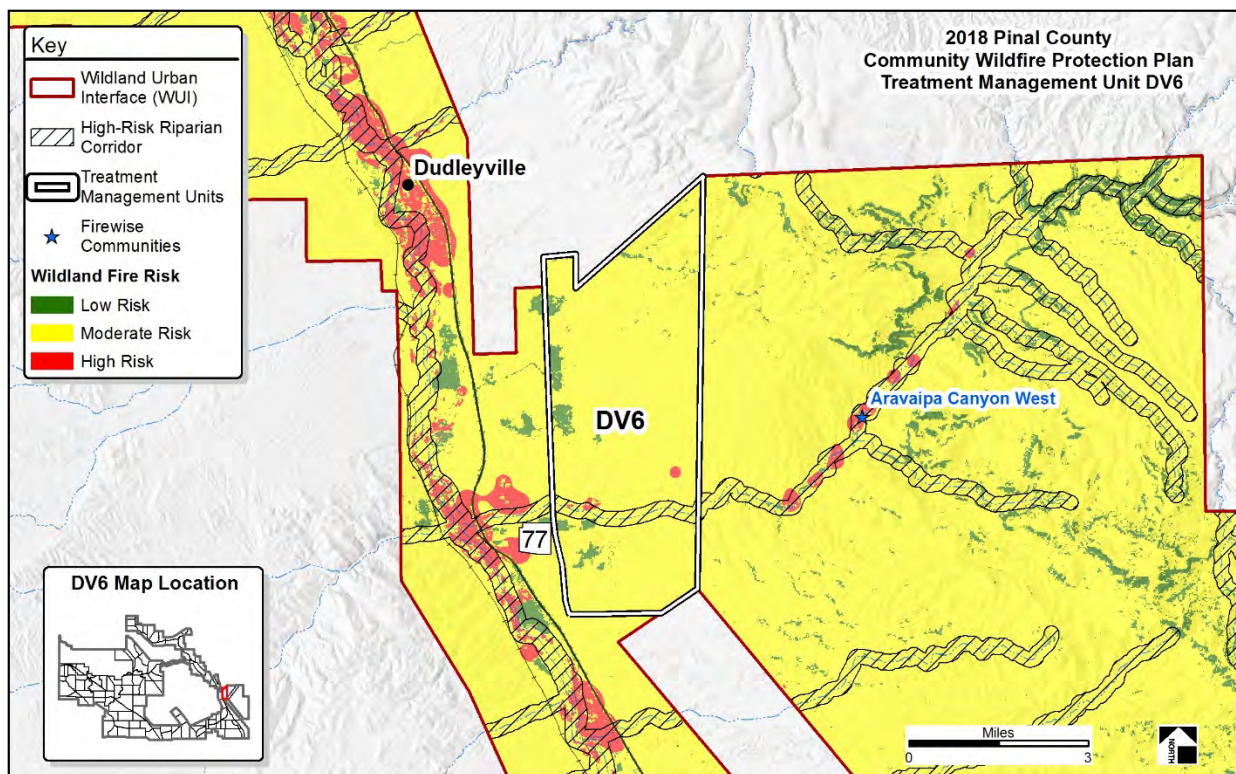 2018 Pinal County
Community Wildfire Protection Plan
Treatment Management Unit DV6
Key
Wildland Urban
Interface (WUI)
High-Risk Riparian
Corridor
Treatment
Management Units
Firewise
Communities
Wildland Fire Risk
Low Risk
Moderate Risk
High Risk
Dudleyville
Aravaipa Canyon West
DV6
77
DV6 Map Location
Miles
0
3
NORTH